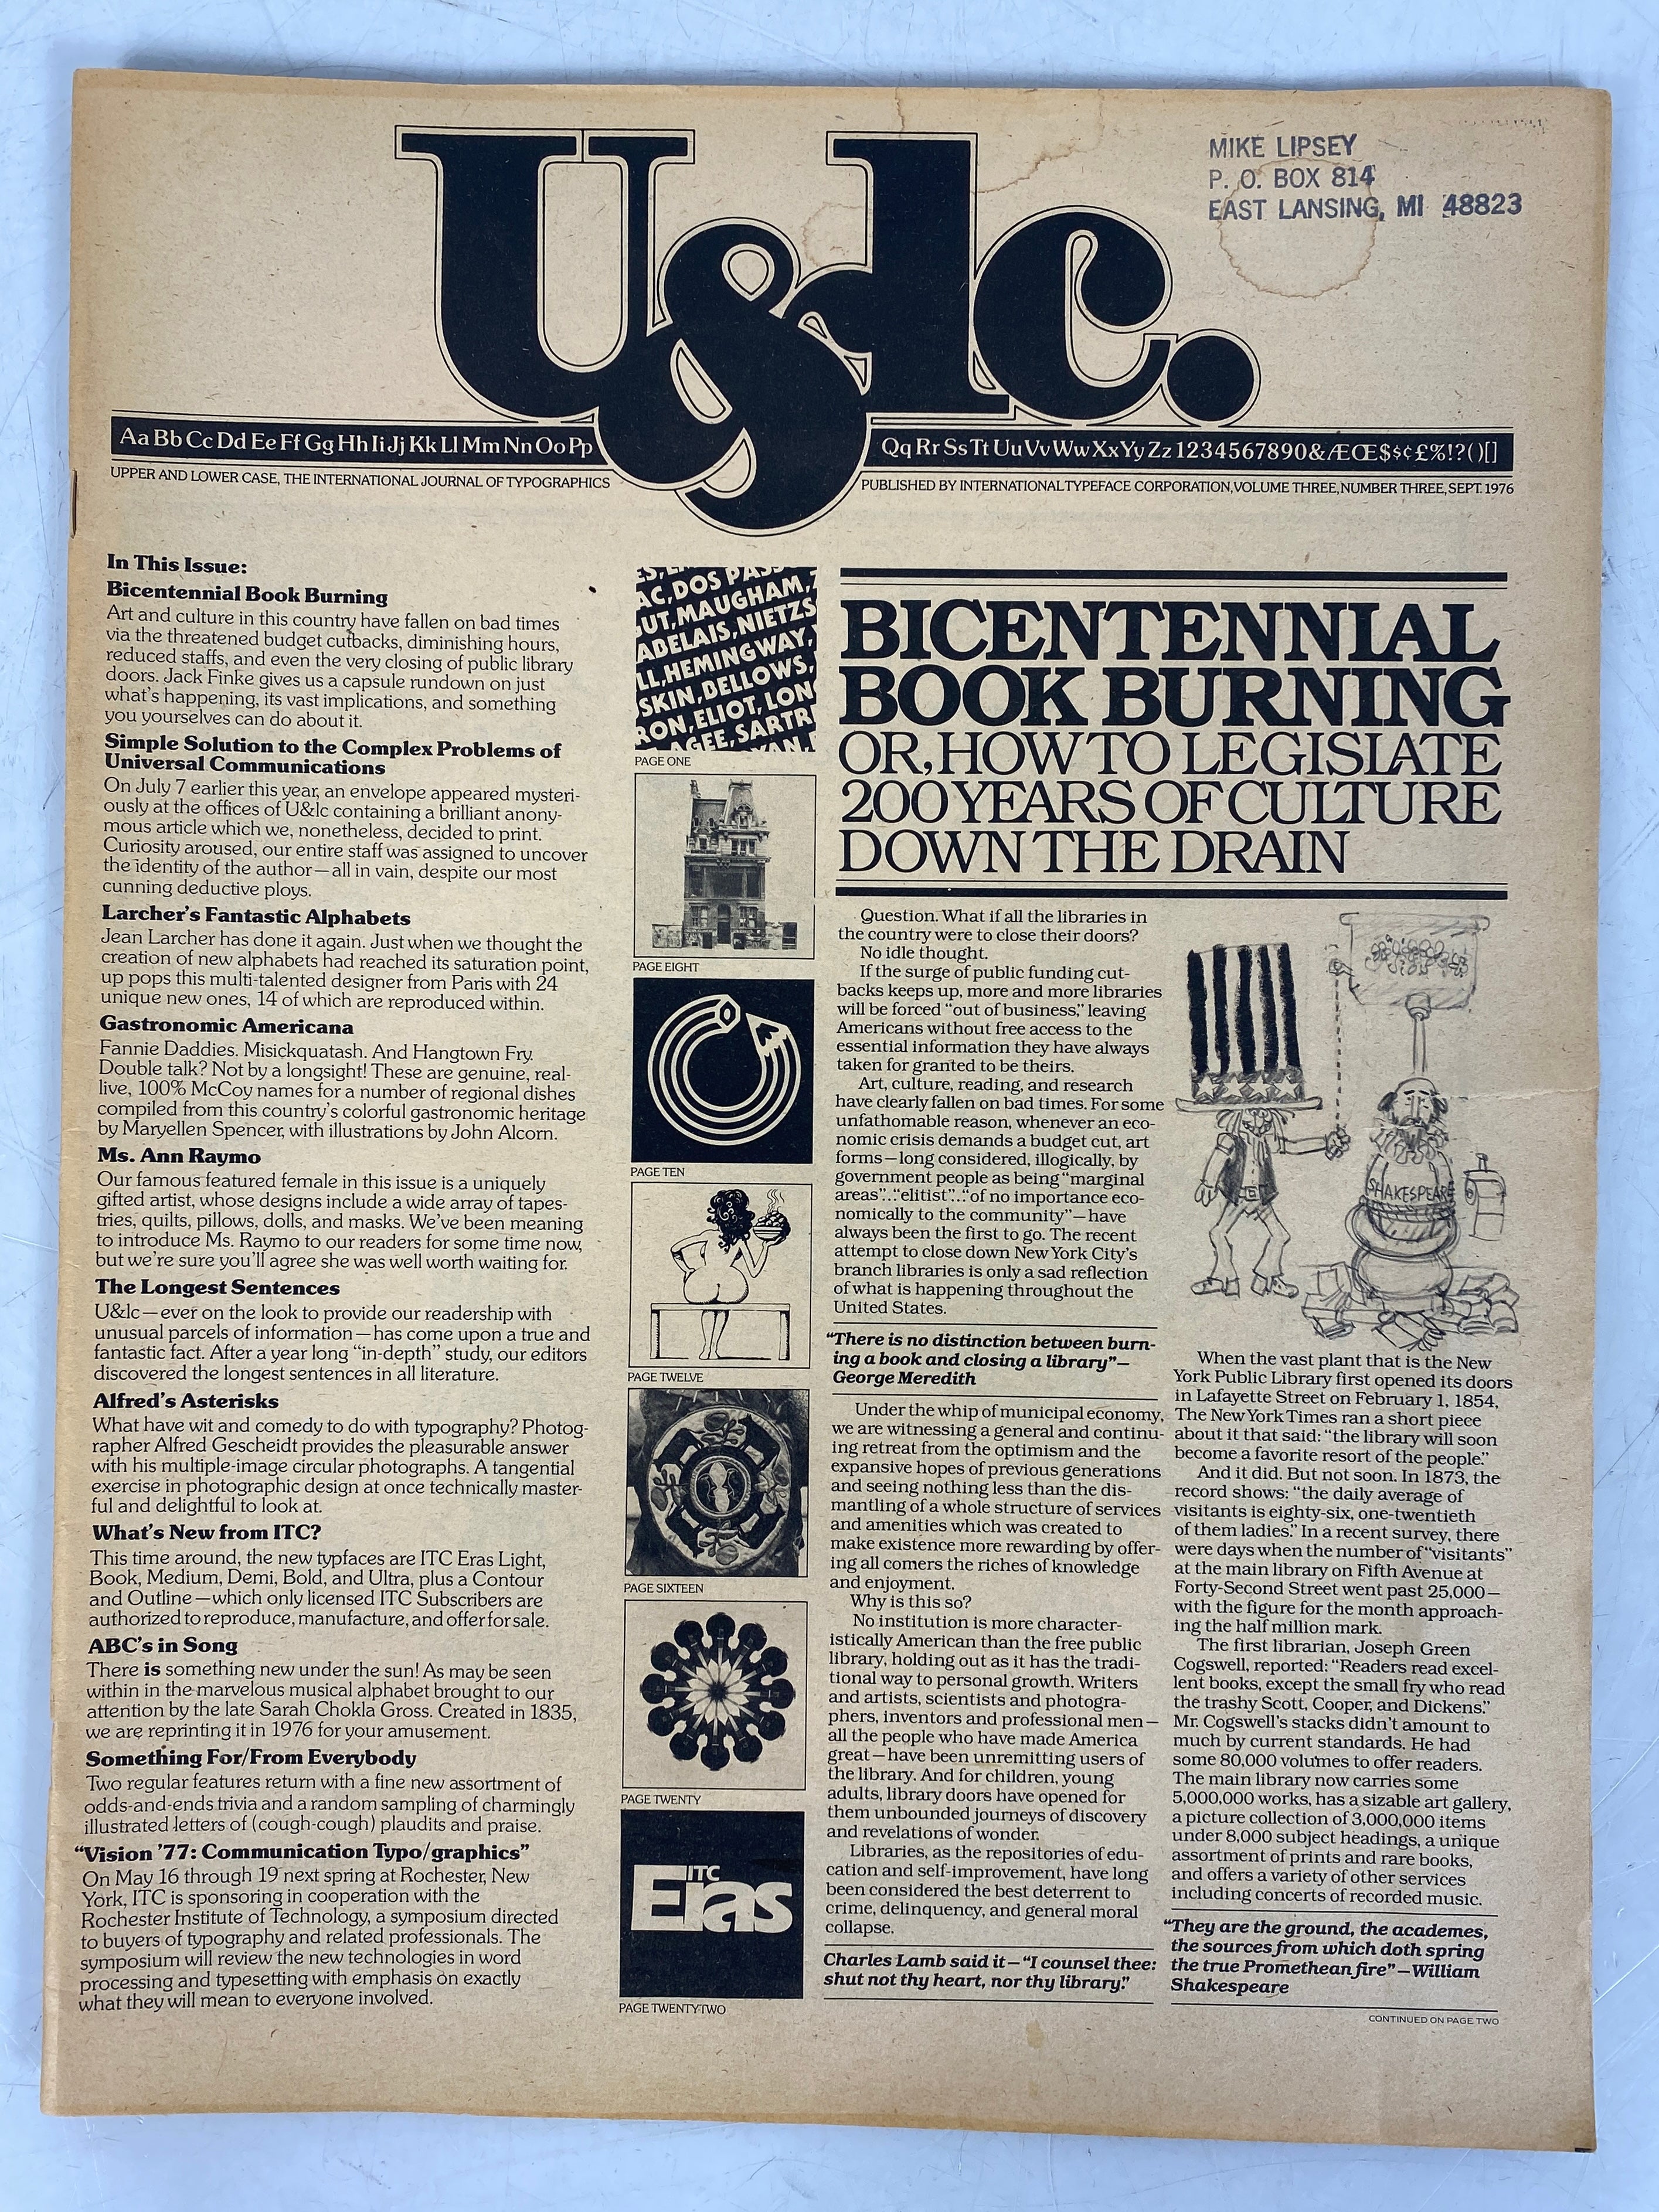 U&lc.
MIKE LIPSEY
P. O. BOX 814
EAST LANSING, MI 48823
Aa Bb Cc Dd Ee Ff Gg Hh Ii Jj Kk Ll Mm Nn Oo Pp
Qq Rr Ss Tt Uu Vv Ww Xx Yy Zz 1234567890&ÆŒ$$¢£%!?()[]
UPPER AND LOWER CASE, THE INTERNATIONAL JOURNAL OF TYPOGRAPHICS
PUBLISHED BY INTERNATIONAL TYPEFACE CORPORATION, VOLUME THREE, NUMBER THREE, SEPT. 1976
In This Issue:
Bicentennial Book Burning
Art and culture in this country have fallen on bad times
via the threatened budget cutbacks, diminishing hours,
reduced staffs, and even the very closing of public library
doors. Jack Finke gives us a capsule rundown on just
what's happening, its vast implications, and something
you yourselves can do about it.
Simple Solution to the Complex Problems of
Universal Communications
On July 7 earlier this year, an envelope appeared mysteri-
ously at the offices of U&lc containing a brilliant anony-
mous article which we, nonetheless, decided to print.
Curiosity aroused, our entire staff was assigned to uncover
the identity of the author—all in vain, despite our most
cunning deductive ploys.
Larcher's Fantastic Alphabets
Jean Larcher has done it again. Just when we thought the
creation of new alphabets had reached its saturation point,
up pops this multi-talented designer from Paris with 24
unique new ones, 14 of which are reproduced within.
Gastronomic Americana
Fannie Daddies. Misickquatash. And Hangtown Fry.
Double talk? Not by a longsight! These are genuine, real-
live, 100% McCoy names for a number of regional dishes
compiled from this country's colorful gastronomic heritage
by Maryellen Spencer, with illustrations by John Alcorn.
Ms. Ann Raymo
Our famous featured female in this issue is a uniquely
gifted artist, whose designs include a wide array of tapes-
tries, quilts, pillows, dolls, and masks. We've been meaning
to introduce Ms. Raymo to our readers for some time now,
but we're sure you'll agree she was well worth waiting for.
The Longest Sentences
U&lc—ever on the look to provide our readership with
unusual parcels of information—has come upon a true and
fantastic fact. After a year long "in-depth" study, our editors
discovered the longest sentences in all literature.
Alfred's Asterisks
What have wit and comedy to do with typography? Photog-
rapher Alfred Gescheidt provides the pleasurable answer
with his multiple-image circular photographs. A tangential
exercise in photographic design at once technically master-
ful and delightful to look at.
What's New from ITC?
This time around, the new typfaces are ITC Eras Light,
Book, Medium, Demi, Bold, and Ultra, plus a Contour
and Outline—which only licensed ITC Subscribers are
authorized to reproduce, manufacture, and offer for sale.
ABC's in Song
There is something new under the sun! As may be seen
within in the marvelous musical alphabet brought to our
attention by the late Sarah Chokla Gross. Created in 1835,
we are reprinting it in 1976 for your amusement.
Something For/From Everybody
Two regular features return with a fine new assortment of
odds-and-ends trivia and a random sampling of charmingly
illustrated letters of (cough-cough) plaudits and praise.
"Vision '77: Communication Typo/graphics"
On May 16 through 19 next spring at Rochester, New
York, ITC is sponsoring in cooperation with the
Rochester Institute of Technology, a symposium directed
to buyers of typography and related professionals. The
symposium will review the new technologies in word
processing and typesetting with emphasis on exactly
what they will mean to everyone involved.
AC, DOS PASS
UT, MAUGHAM,
ABELAIS, NIETZS
LL, HEMINGWAY,
SKIN, DELLOWS,
RON, ELIOT, LON
AGEE, SARTR
PAGE ONE
PAGE EIGHT
PAGE TEN
PAGE TWELVE
PAGE SIXTEEN
PAGE TWENTY
ITC
Eras
PAGE TWENTY-TWO
BICENTENNIAL
BOOK BURNING
OR, HOW TO LEGISLATE
200 YEARS OF CULTURE
DOWN THE DRAIN
Question. What if all the libraries in
the country were to close their doors?
No idle thought.
If the surge of public funding cut-
backs keeps up, more and more libraries
will be forced "out of business," leaving
Americans without free access to the
essential information they have always
taken for granted to be theirs.
Art, culture, reading, and research
have clearly fallen on bad times. For some
unfathomable reason, whenever an eco-
nomic crisis demands a budget cut, art
forms—long considered, illogically, by
government people as being "marginal
areas"..."elitist"..."of no importance eco-
nomically to the community"—have
always been the first to go. The recent
attempt to close down New York City's
branch libraries is only a sad reflection
of what is happening throughout the
United States.
"There is no distinction between burn-
ing a book and closing a library"—
George Meredith
Under the whip of municipal economy,
we are witnessing a general and continu-
ing retreat from the optimism and the
expansive hopes of previous generations
and seeing nothing less than the dis-
mantling of a whole structure of services
and amenities which was created to
make existence more rewarding by offer-
ing all comers the riches of knowledge
and enjoyment.
Why is this so?
No institution is more character-
istically American than the free public
library, holding out as it has the tradi-
tional way to personal growth. Writers
and artists, scientists and photogra-
phers, inventors and professional men—
all the people who have made America
great—have been unremitting users of
the library. And for children, young
adults, library doors have opened for
them unbounded journeys of discovery
and revelations of wonder.
Libraries, as the repositories of edu-
cation and self-improvement, have long
been considered the best deterrent to
crime, delinquency, and general moral
collapse.
Charles Lamb said it—"I counsel thee:
shut not thy heart, nor thy library."
SHAKESPEARE
When the vast plant that is the New
York Public Library first opened its doors
in Lafayette Street on February 1, 1854,
The New York Times ran a short piece
about it that said: "the library will soon
become a favorite resort of the people."
And it did. But not soon. In 1873, the
record shows: "the daily average of
visitants is eighty-six, one-twentieth
of them ladies." In a recent survey, there
were days when the number of "visitants"
at the main library on Fifth Avenue at
Forty-Second Street went past 25,000—
with the figure for the month approach-
ing the half million mark.
The first librarian, Joseph Green
Cogswell, reported: "Readers read excel-
lent books, except the small fry who read
the trashy Scott, Cooper, and Dickens."
Mr. Cogswell's stacks didn't amount to
much by current standards. He had
some 80,000 volumes to offer readers.
The main library now carries some
5,000,000 works, has a sizable art gallery,
a picture collection of 3,000,000 items
under 8,000 subject headings, a unique
assortment of prints and rare books,
and offers a variety of other services
including concerts of recorded music.
"They are the ground, the academes,
the sources from which doth spring
the true Promethean fire"—William
Shakespeare
CONTINUED ON PAGE TWO